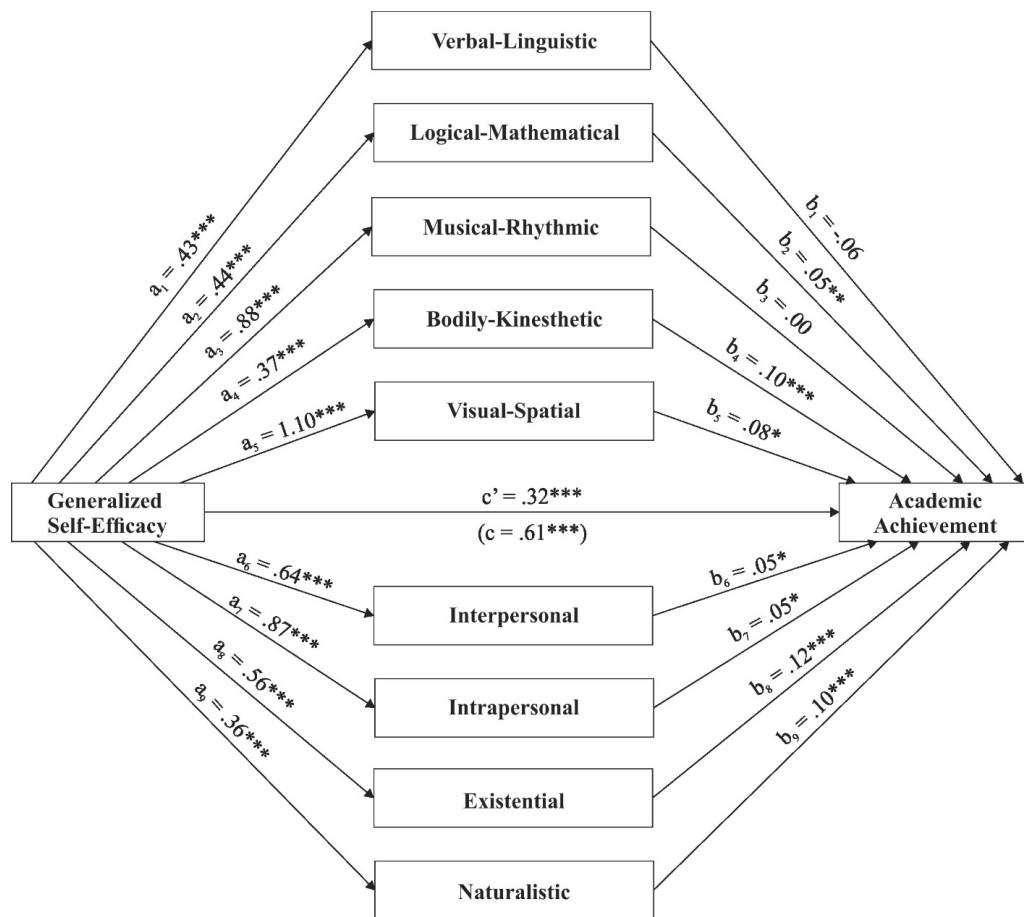 Verbal-Linguistic
Logical-Mathematical
Musical-Rhythmic
Bodily-Kinesthetic
Visual-Spatial
a₁ = .43***
a₂ = .44***
a₃ = .88***
a₄ = .37***
a₅ = 1.10***
b₁ = -.06
b₂ = .05**
b₃ = .00
b₄ = .10***
b₅ = .08*
Generalized
Self-Efficacy
c’ = .32***
(c = .61***)
Academic
Achievement
a₆ = .64***
a₇ = .87***
a₈ = .56***
a₉ = .36***
Interpersonal
Intrapersonal
Existential
Naturalistic
b₆ = .05*
b₇ = .05*
b₈ = .12***
b₉ = .10***